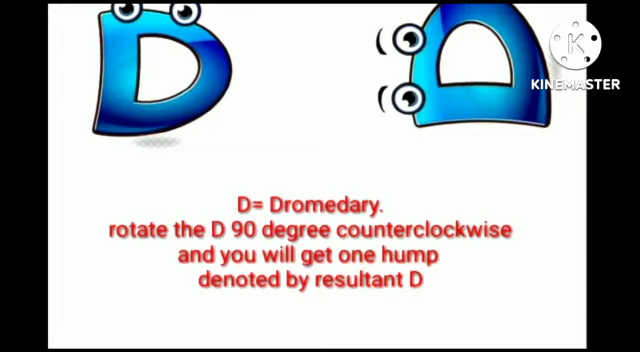 D
D
K
KINEMASTER
D= Dromedary.
rotate the D 90 degree counterclockwise
and you will get one hump
denoted by resultant D